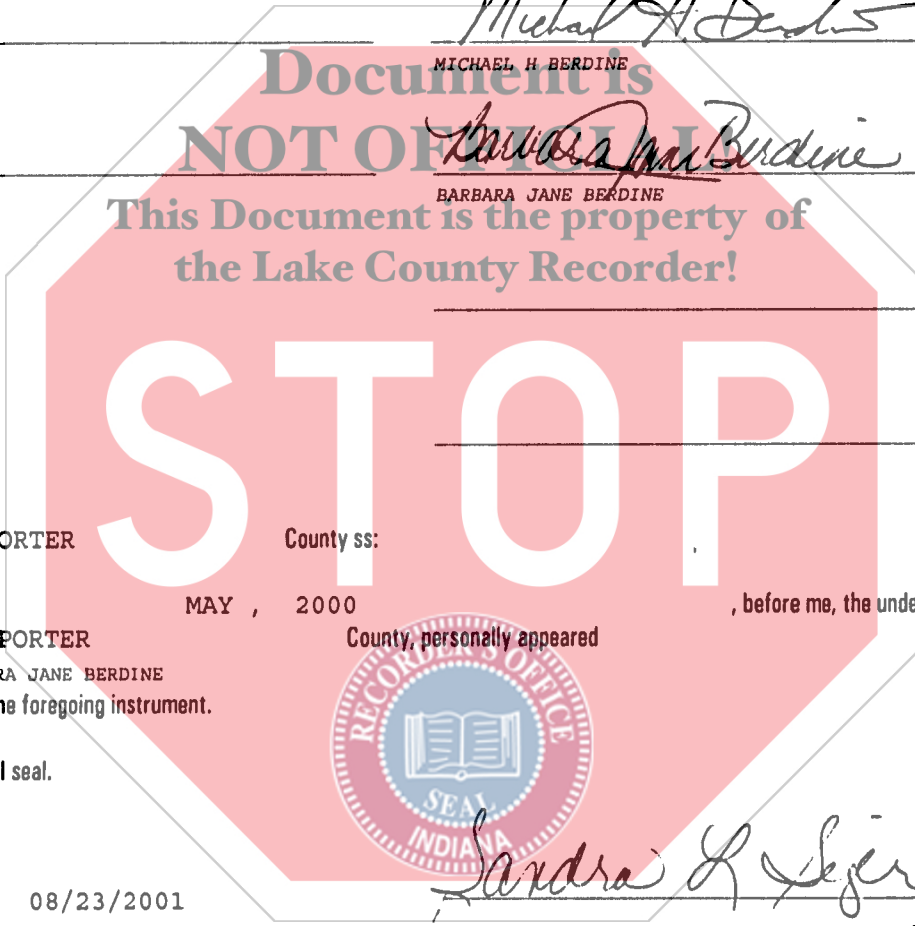 Michael H. Berdine
Document is
MICHAEL H BERDINE
NOT OFFICIAL!
Barbara Jane Berdine
BARBARA JANE BERDINE
This Document is the property of
the Lake County Recorder!
STOP
ORTER County ss:
MAY , 2000 , before me, the unde
PORTER County, personally appeared
RA JANE BERDINE
he foregoing instrument.
l seal.
RECORDER'S OFFICE
SEAL
INDIANA
Sandra L
08/23/2001